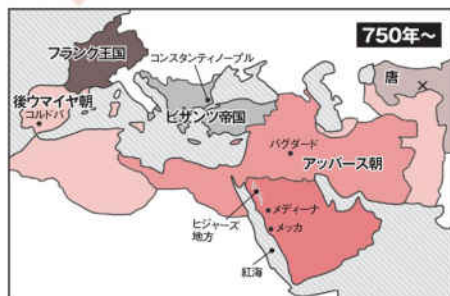 750年～
フランク王国
コンスタンティノープル
唐
後ウマイヤ朝
コルドバ
ビザンツ帝国
バグダード
アッバース朝
ヒジャーズ
地方
メディーナ
メッカ
紅海